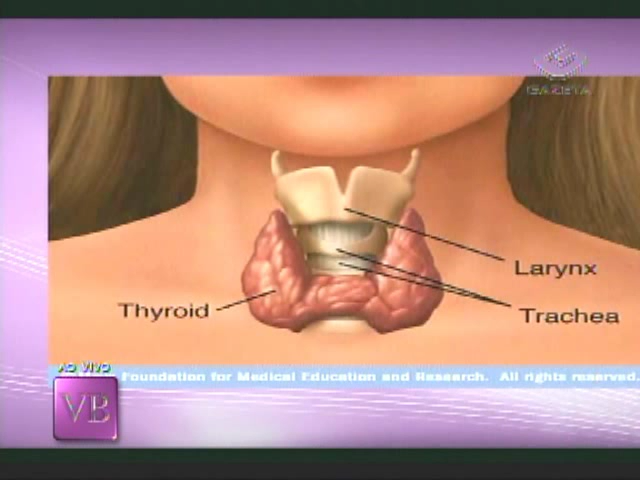 GAZETA
Larynx
Thyroid
Trachea
AO VIVO
Foundation for Medical Education and Research. All rights reserved.
VB